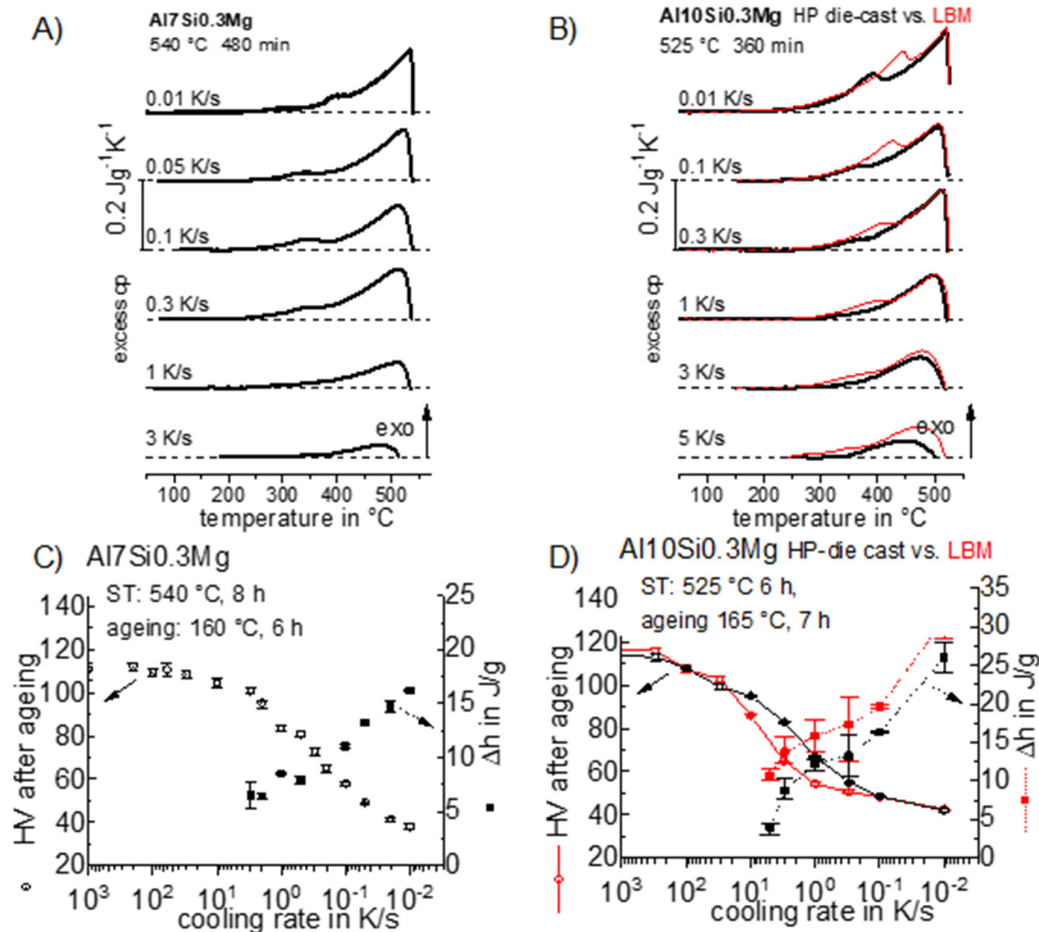 A)
Al7Si0.3Mg
540 °C 480 min
0.01 K/s
0.05 K/s
0.1 K/s
0.3 K/s
1 K/s
3 K/s
exo
excess cp
0.2 Jg⁻¹K⁻¹
100 200 300 400 500
temperature in °C
B)
Al10Si0.3Mg HP die-cast vs. LBM
525 °C 360 min
0.01 K/s
0.1 K/s
0.3 K/s
1 K/s
3 K/s
5 K/s
exo
excess cp
0.2 Jg⁻¹K⁻¹
100 200 300 400 500
temperature in °C
C) Al7Si0.3Mg
ST: 540 °C, 8 h
ageing: 160 °C, 6 h
HV after ageing
140
120
100
80
60
40
20
25
20
15
10
5
0
Δh in J/g
10³ 10² 10¹ 10⁰ 10⁻¹ 10⁻²
cooling rate in K/s
D) Al10Si0.3Mg HP-die cast vs. LBM
ST: 525 °C 6 h,
ageing 165 °C, 7 h
HV after ageing
140
120
100
80
60
40
20
35
30
25
20
15
10
5
0
Δh in J/g
10³ 10² 10¹ 10⁰ 10⁻¹ 10⁻²
cooling rate in K/s